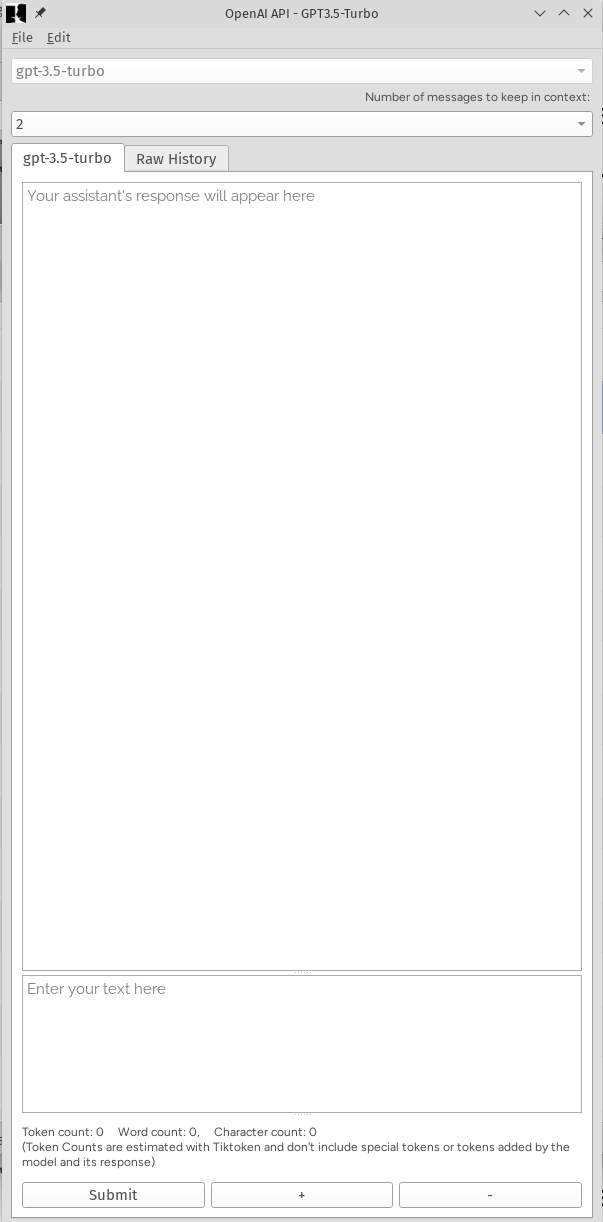 OpenAI API - GPT3.5-Turbo
File Edit
gpt-3.5-turbo
Number of messages to keep in context:
2
gpt-3.5-turbo Raw History
Your assistant's response will appear here
Enter your text here
Token count: 0 Word count: 0, Character count: 0
(Token Counts are estimated with Tiktoken and don't include special tokens or tokens added by the
model and its response)
Submit + -